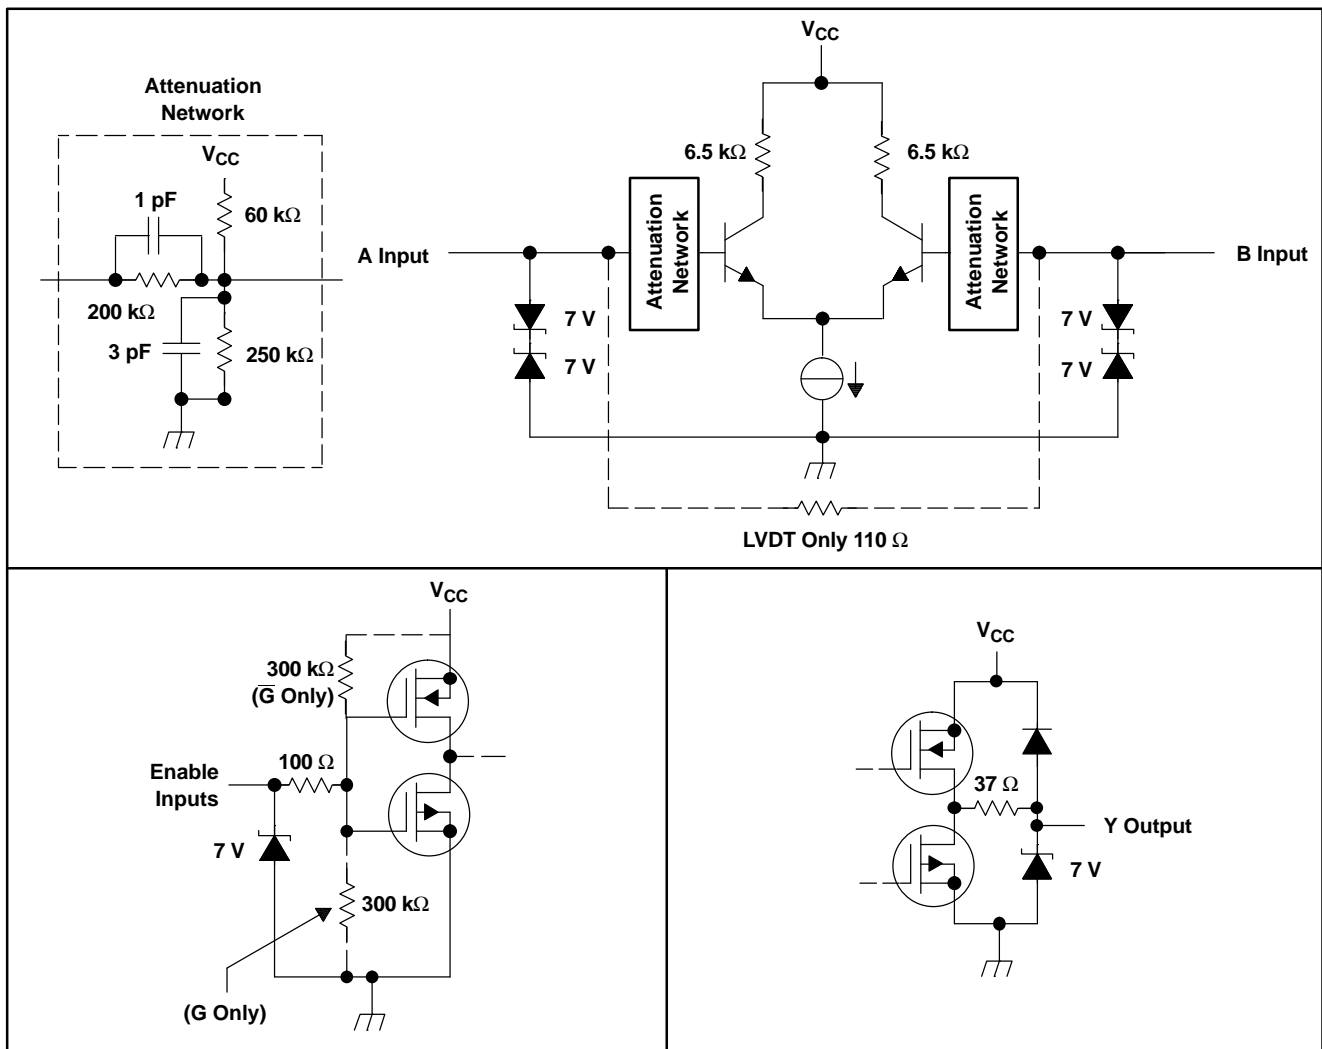 Attenuation
Network
VCC
1 pF
60 kΩ
200 kΩ
3 pF
250 kΩ
VCC
6.5 kΩ
6.5 kΩ
A Input
Attenuation
Network
Attenuation
Network
B Input
7 V
7 V
7 V
7 V
LVDT Only 110 Ω
VCC
300 kΩ
(G̅ Only)
100 Ω
Enable
Inputs
7 V
300 kΩ
(G Only)
VCC
37 Ω
Y Output
7 V